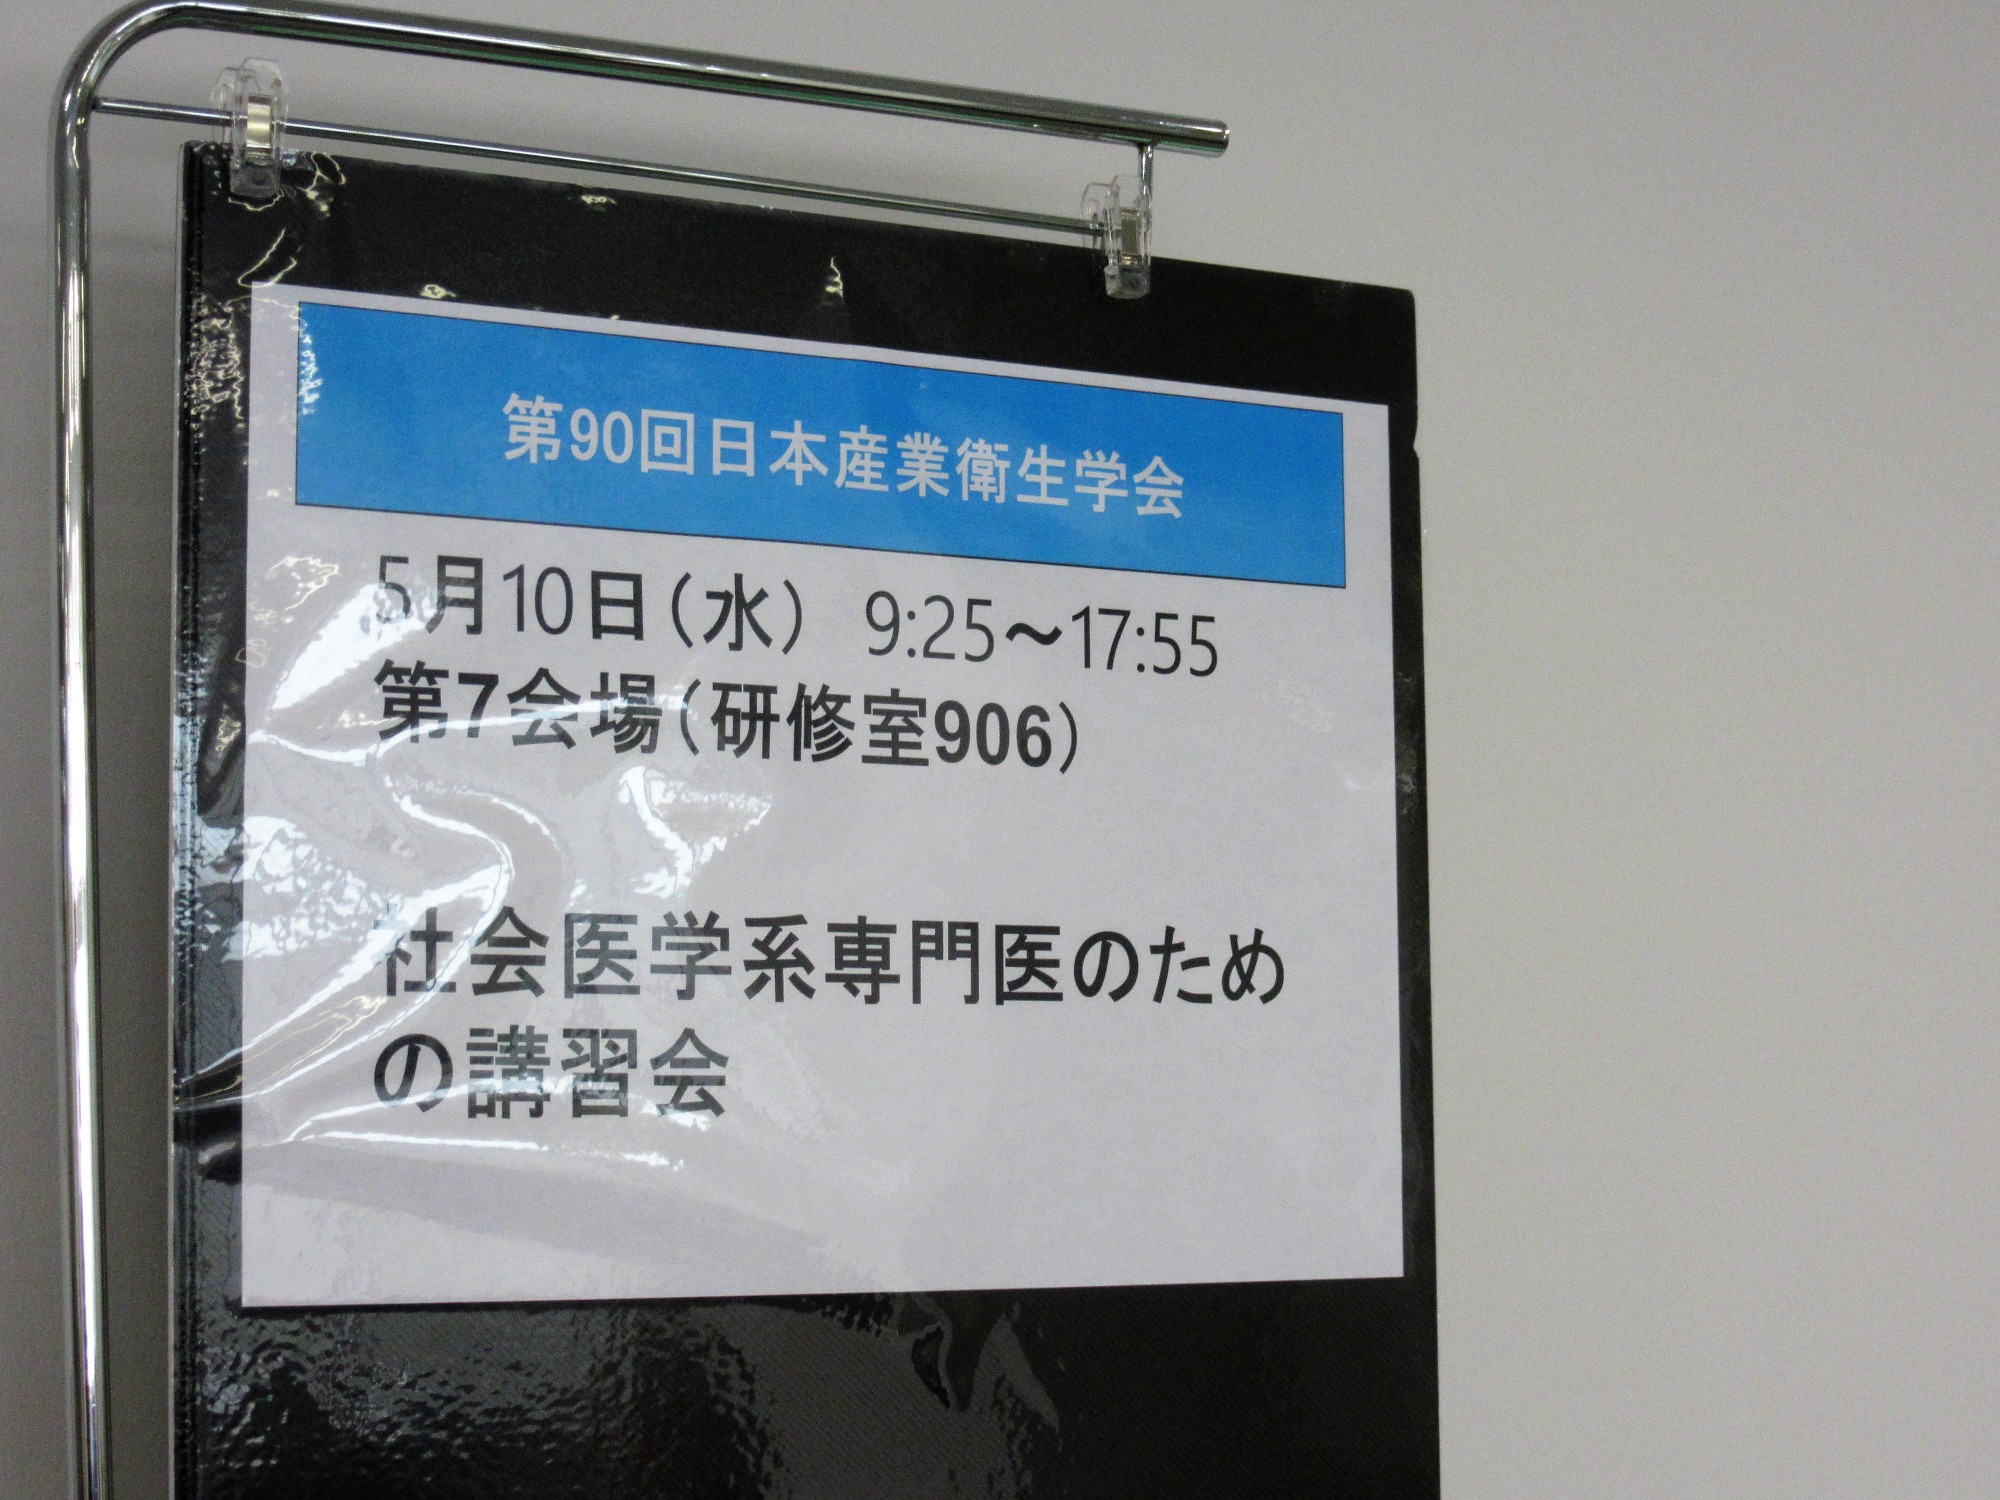 第90回日本産業衛生学会
5月10日(水) 9:25～17:55
第7会場(研修室906)
社会医学系専門医のため
の講習会